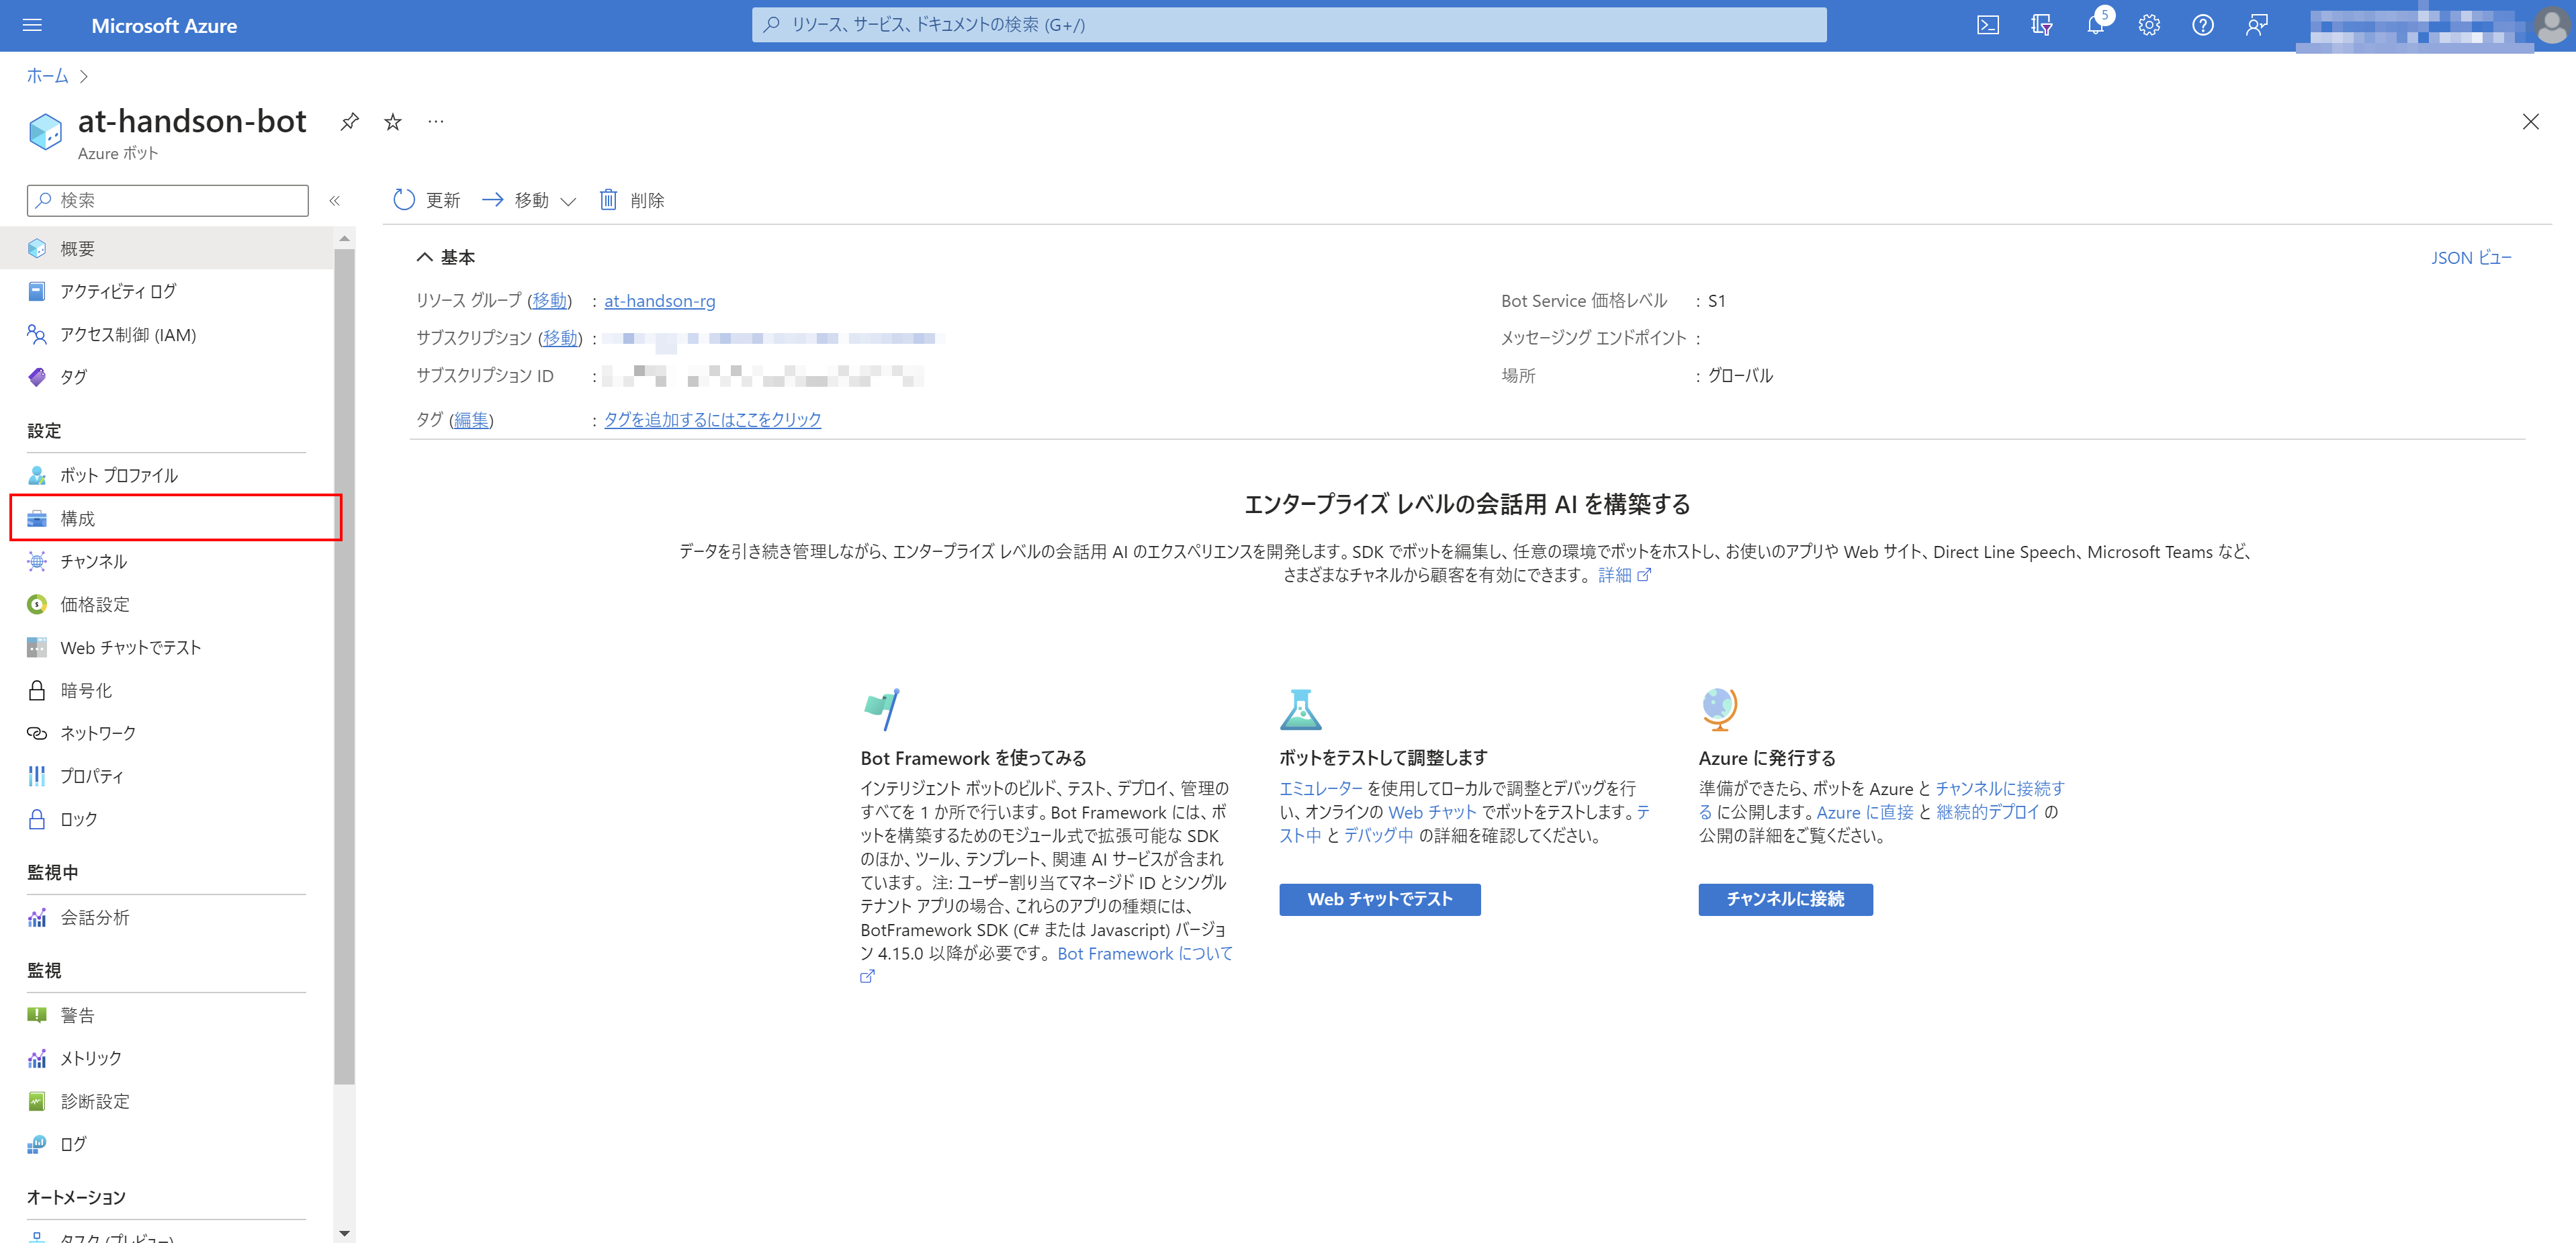 Microsoft Azure
リソース、サービス、ドキュメントの検索 (G+/)
5
ホーム
at-handson-bot
Azure ボット
検索
更新
移動
削除
概要
アクティビティ ログ
アクセス制御 (IAM)
タグ
設定
ボット プロファイル
構成
チャンネル
価格設定
Web チャットでテスト
暗号化
ネットワーク
プロパティ
ロック
監視中
会話分析
監視
警告
メトリック
診断設定
ログ
オートメーション
タスク (プレビュー)
基本
JSON ビュー
リソース グループ (移動) : at-handson-rg
サブスクリプション (移動) :
サブスクリプション ID :
タグ (編集) : タグを追加するにはここをクリック
Bot Service 価格レベル : S1
メッセージング エンドポイント :
場所 : グローバル
エンタープライズ レベルの会話用 AI を構築する
データを引き続き管理しながら、エンタープライズ レベルの会話用 AI のエクスペリエンスを開発します。SDK でボットを編集し、任意の環境でボットをホストし、お使いのアプリや Web サイト、Direct Line Speech、Microsoft Teams など、
さまざまなチャネルから顧客を有効にできます。 詳細
Bot Framework を使ってみる
インテリジェント ボットのビルド、テスト、デプロイ、管理の
すべてを 1 か所で行います。Bot Framework には、ボ
ットを構築するためのモジュール式で拡張可能な SDK
のほか、ツール、テンプレート、関連 AI サービスが含まれ
ています。 注: ユーザー割り当てマネージド ID とシングル
テナント アプリの場合、これらのアプリの種類には、
BotFramework SDK (C# または Javascript) バージョ
ン 4.15.0 以降が必要です。 Bot Framework について
ボットをテストして調整します
エミュレーター を使用してローカルで調整とデバッグを行
い、オンラインの Web チャット でボットをテストします。テ
スト中 と デバッグ中 の詳細を確認してください。
Web チャットでテスト
Azure に発行する
準備ができたら、ボットを Azure と チャンネルに接続す
る に公開します。Azure に直接 と 継続的デプロイ の
公開の詳細をご覧ください。
チャンネルに接続